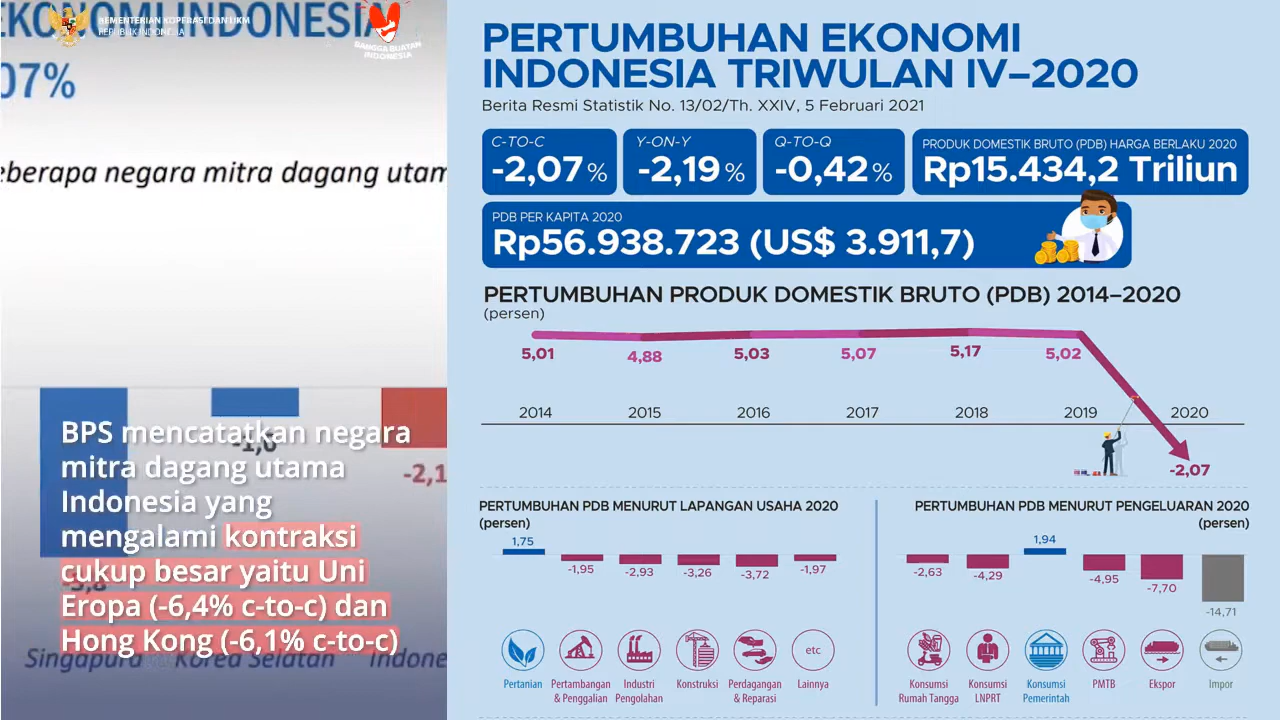 EKONOMI INDONESIA
KEMENTERIAN KOPERASI DAN UKM
REPUBLIK INDONESIA
BANGGA BUATAN
INDONESIA
07%
eberapa negara mitra dagang utam
-1,0
-2,1
BPS mencatatkan negara
mitra dagang utama
Indonesia yang
mengalami kontraksi
cukup besar yaitu Uni
Eropa (-6,4% c-to-c) dan
Hong Kong (-6,1% c-to-c)
-5,8
Singapura
Korea Selatan
Indone
PERTUMBUHAN EKONOMI
INDONESIA TRIWULAN IV–2020
Berita Resmi Statistik No. 13/02/Th. XXIV, 5 Februari 2021
C-TO-C
-2,07 %
Y-ON-Y
-2,19 %
Q-TO-Q
-0,42 %
PRODUK DOMESTIK BRUTO (PDB) HARGA BERLAKU 2020
Rp15.434,2 Triliun
PDB PER KAPITA 2020
Rp56.938.723 (US$ 3.911,7)
PERTUMBUHAN PRODUK DOMESTIK BRUTO (PDB) 2014–2020
(persen)
5,01 4,88 5,03 5,07 5,17 5,02
2014 2015 2016 2017 2018 2019 2020
-2,07
PERTUMBUHAN PDB MENURUT LAPANGAN USAHA 2020
(persen)
1,75
-1,95 -2,93 -3,26 -3,72 -1,97
etc
Pertanian
Pertambangan
& Penggalian
Industri
Pengolahan
Konstruksi
Perdagangan
& Reparasi
Lainnya
PERTUMBUHAN PDB MENURUT PENGELUARAN 2020
(persen)
1,94
-2,63 -4,29 -4,95 -7,70 -14,71
Konsumsi
Rumah Tangga
Konsumsi
LNPRT
Konsumsi
Pemerintah
PMTB
Ekspor
Impor